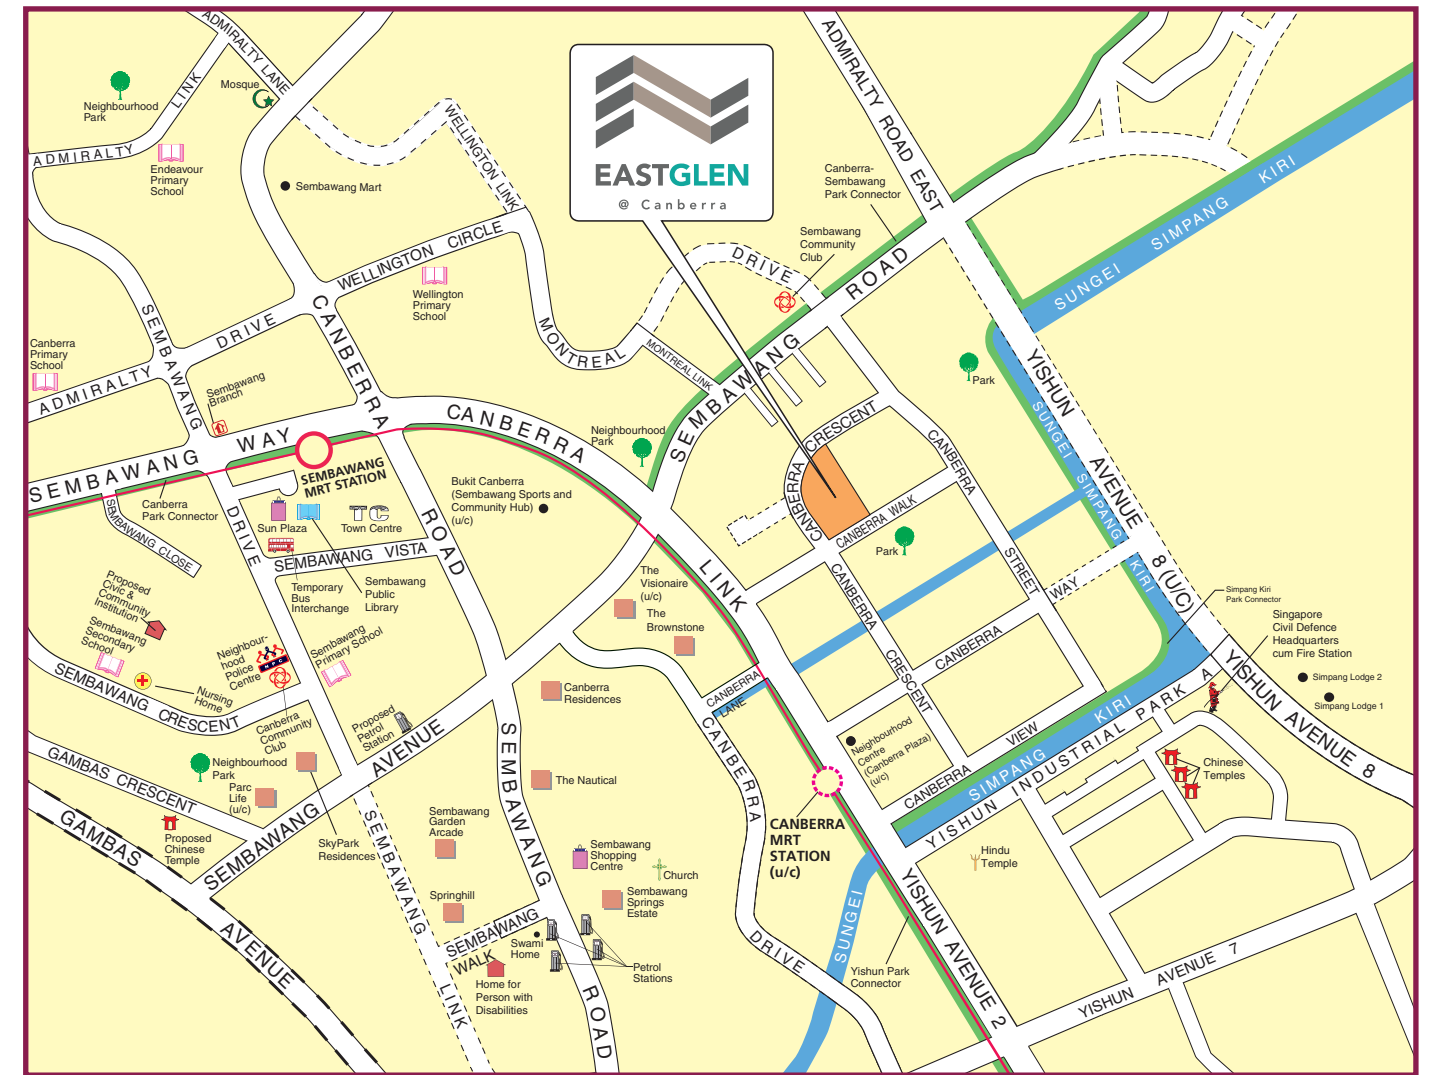 ADMIRALTY LANE
Mosque
LINK
Neighbourhood
Park
ADMIRALTY
Endeavour
Primary
School
Sembawang Mart
WELLINGTON LINK
WELLINGTON CIRCLE
Wellington
Primary
School
EASTGLEN
@ Canberra
ADMIRALTY ROAD EAST
Canberra-
Sembawang
Park Connector
Sembawang
Community
Club
DRIVE
ROAD
SUNGEI SIMPANG KIRI
SEMBAWANG
CANBERRA
DRIVE
ADMIRALTY
Canberra
Primary
School
Sembawang
Branch
MONTREAL
MONTREAL LINK
SEMBAWANG
YISHUN
AVENUE
8 (U/C)
Park
SUNGEI SIMPANG KIRI
SEMBAWANG WAY
SEMBAWANG
MRT STATION
CANBERRA
LINK
Neighbourhood
Park
CRESCENT
CANBERRA
CANBERRA
STREET
CANBERRA WALK
Park
Canberra
Park Connector
SEMBAWANG CLOSE
DRIVE
Sun Plaza
Town Centre
Bukit Canberra
(Sembawang Sports and
Community Hub)
(u/c)
ROAD
SEMBAWANG VISTA
Temporary
Bus
Interchange
Sembawang
Public
Library
Proposed
Civic &
Community
Institution
Sembawang
Secondary
School
Neighbour-
hood
Police
Centre
Sembawang
Primary School
The
Visionaire
(u/c)
The
Brownstone
WAY
CANBERRA
CRESCENT
CANBERRA
Simpang Kiri
Park Connector
Singapore
Civil Defence
Headquarters
cum Fire Station
Simpang Lodge 2
Simpang Lodge 1
YISHUN AVENUE 8
SEMBAWANG CRESCENT
Nursing
Home
Canberra
Community
Club
Proposed
Petrol
Station
Canberra
Residences
CANBERRA
LANE
CANBERRA
DRIVE
Neighbourhood
Centre
(Canberra Plaza)
(u/c)
VIEW
CANBERRA
SIMPANG KIRI
YISHUN INDUSTRIAL PARK A
Chinese
Temples
GAMBAS CRESCENT
Neighbourhood
Park
Parc
Life
(u/c)
SkyPark
Residences
Proposed
Chinese
Temple
SEMBAWANG AVENUE
GAMBAS
AVENUE
SEMBAWANG
LINK
SEMBAWANG
ROAD
The Nautical
Sembawang
Garden
Arcade
Springhill
Sembawang
Shopping
Centre
Church
Sembawang
Springs
Estate
SEMBAWANG
WALK
Swami
Home
Home for
Person with
Disabilities
Petrol
Stations
CANBERRA
MRT
STATION
(u/c)
Hindu
Temple
SUNGEI
Yishun Park
Connector
YISHUN AVENUE 2
YISHUN AVENUE 7